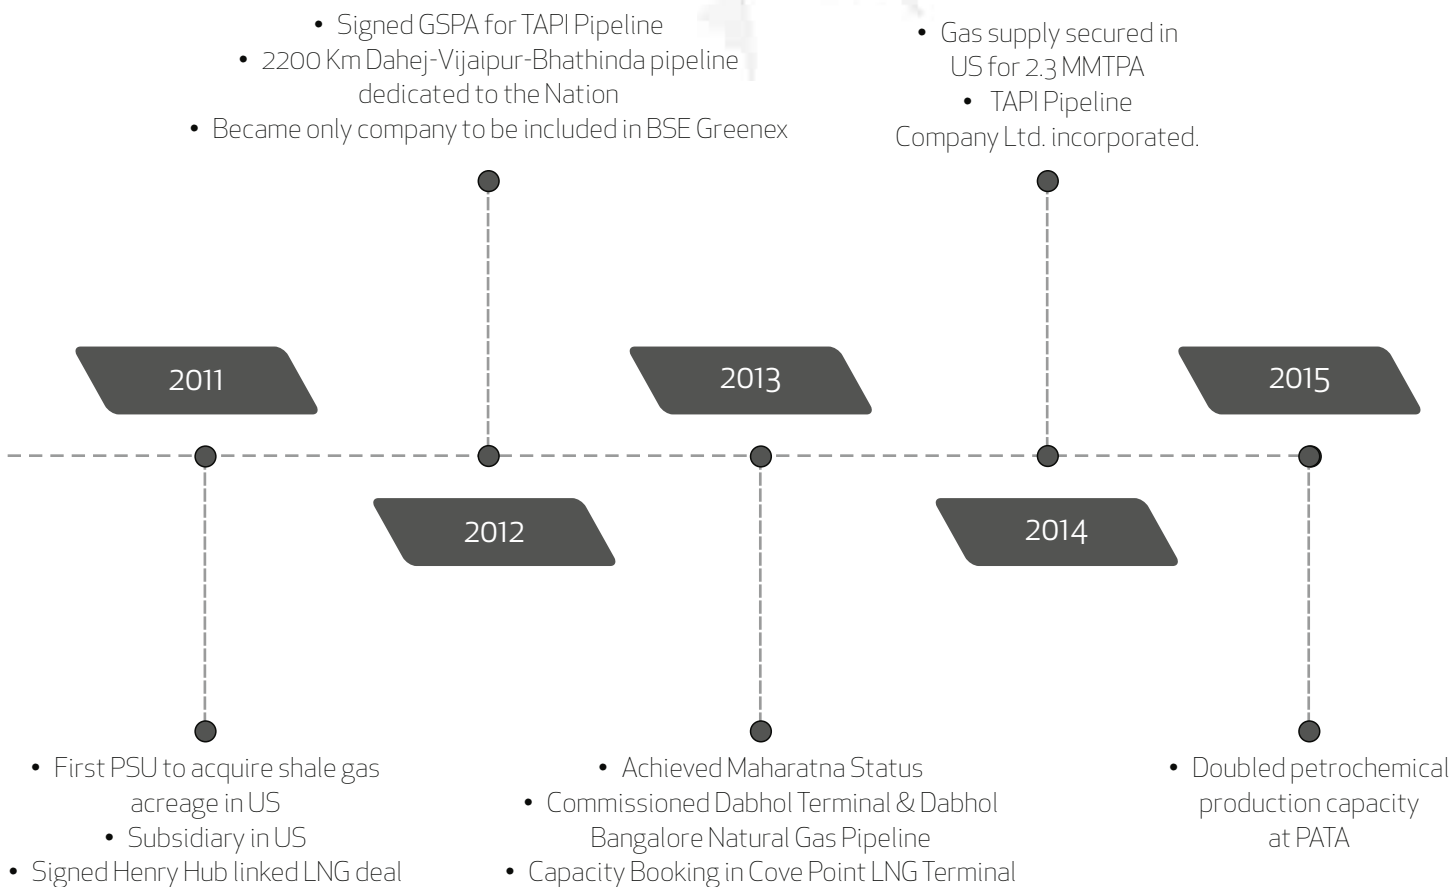 • Signed GSPA for TAPI Pipeline
• 2200 Km Dahej-Vijaipur-Bhathinda pipeline
dedicated to the Nation
• Became only company to be included in BSE Greenex
• Gas supply secured in
US for 2.3 MMTPA
• TAPI Pipeline
Company Ltd. incorporated.
2011
2013
2015
2012
2014
• First PSU to acquire shale gas
acreage in US
• Subsidiary in US
• Signed Henry Hub linked LNG deal
• Achieved Maharatna Status
• Commissioned Dabhol Terminal & Dabhol
Bangalore Natural Gas Pipeline
• Capacity Booking in Cove Point LNG Terminal
• Doubled petrochemical
production capacity
at PATA